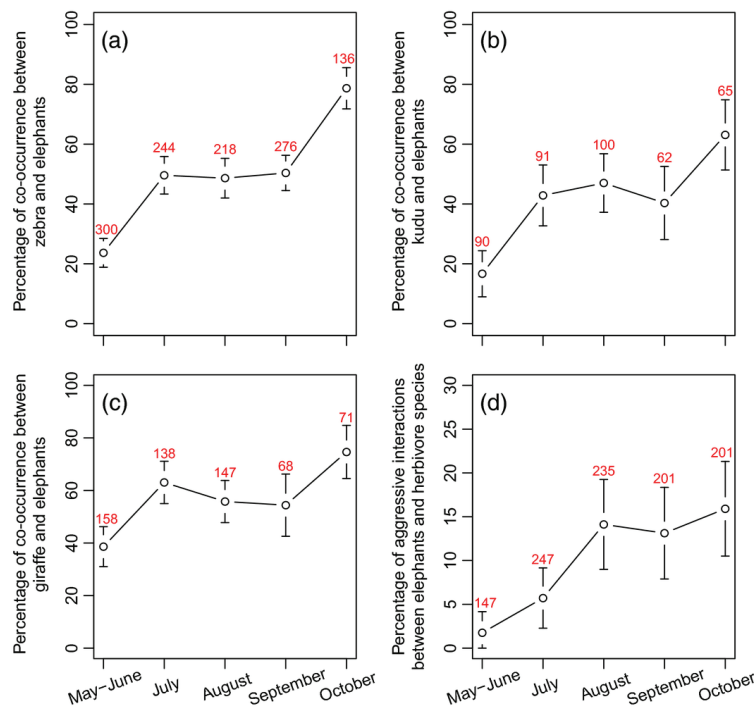 (a)
Percentage of co-occurrence between
zebra and elephants
100
80
60
40
20
0
300
244
218
276
136
(b)
Percentage of co-occurrence between
kudu and elephants
100
80
60
40
20
0
90
91
100
62
65
(c)
Percentage of co-occurrence between
giraffe and elephants
100
80
60
40
20
0
158
138
147
68
71
May–June
July
August
September
October
(d)
Percentage of aggressive interactions
between elephants and herbivore species
30
25
20
15
10
5
0
147
247
235
201
201
May–June
July
August
September
October